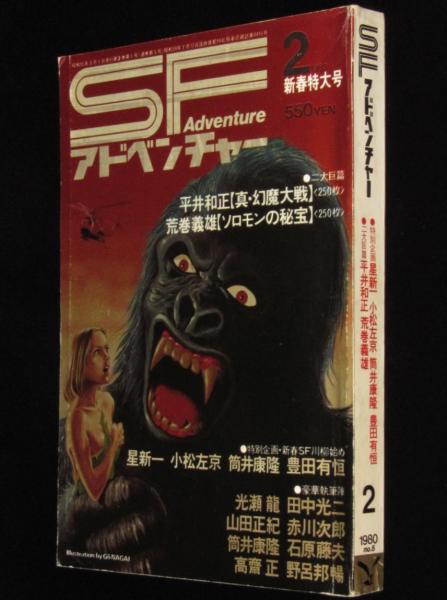 SF
Adventure
アドベンチャー
2
新春特大号
550YEN
●二大巨篇
平井和正【真・幻魔大戦】〈250枚〉
荒巻義雄【ソロモンの秘宝】〈250枚〉
●特別企画・新春SF川柳始め
星新一 小松左京 筒井康隆 豊田有恒
●豪華執筆陣
光瀬 龍 田中光二
山田正紀 赤川次郎
筒井康隆 石原藤夫
高齋 正 野呂邦暢
Illustration by GŌ・NAGAI
SF
アドベンチャー
●特別企画 星新一 小松左京 筒井康隆 豊田有恒
●二大巨篇 平井和正 荒巻義雄
2
1980
no.5